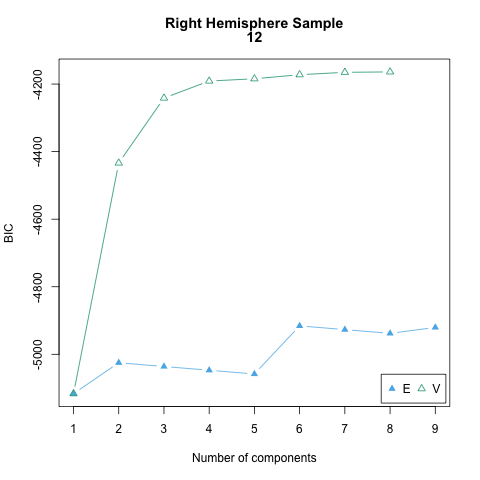 Right Hemisphere Sample
12
BIC
-4200
-4400
-4600
-4800
-5000
1 2 3 4 5 6 7 8 9
Number of components
E V